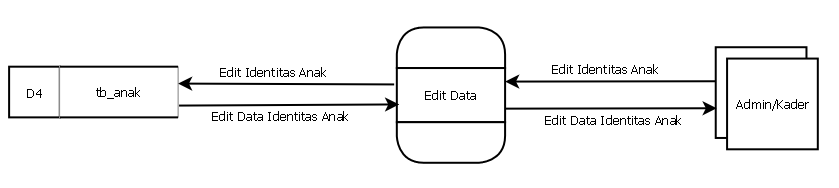 Edit Identitas Anak
Edit Identitas Anak
D4
tb_anak
Edit Data
Admin/Kader
Edit Data Identitas Anak
Edit Data Identitas Anak